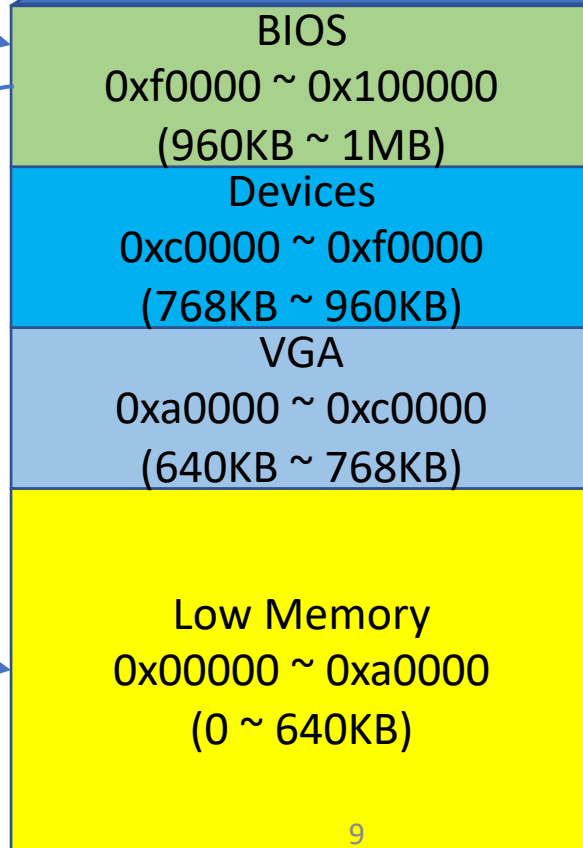 BIOS
0xf0000 ~ 0x100000
(960KB ~ 1MB)
Devices
0xc0000 ~ 0xf0000
(768KB ~ 960KB)
VGA
0xa0000 ~ 0xc0000
(640KB ~ 768KB)
Low Memory
0x00000 ~ 0xa0000
(0 ~ 640KB)
9